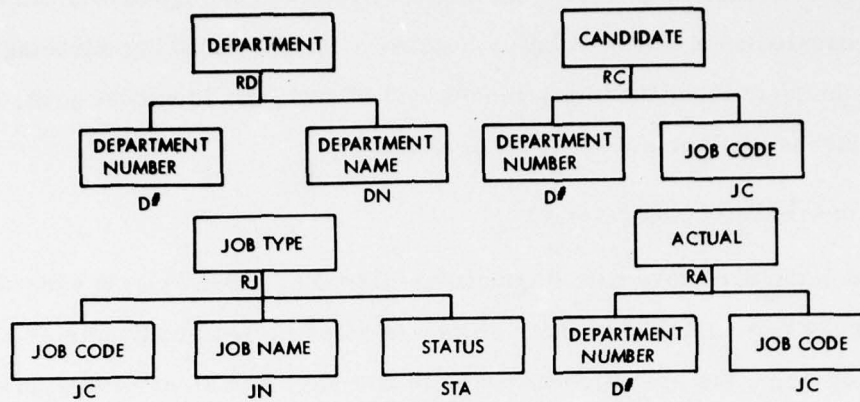 DEPARTMENT
RD
CANDIDATE
RC
DEPARTMENT
NUMBER
D#
DEPARTMENT
NAME
DN
DEPARTMENT
NUMBER
D#
JOB CODE
JC
JOB TYPE
RJ
ACTUAL
RA
JOB CODE
JC
JOB NAME
JN
STATUS
STA
DEPARTMENT
NUMBER
D#
JOB CODE
JC